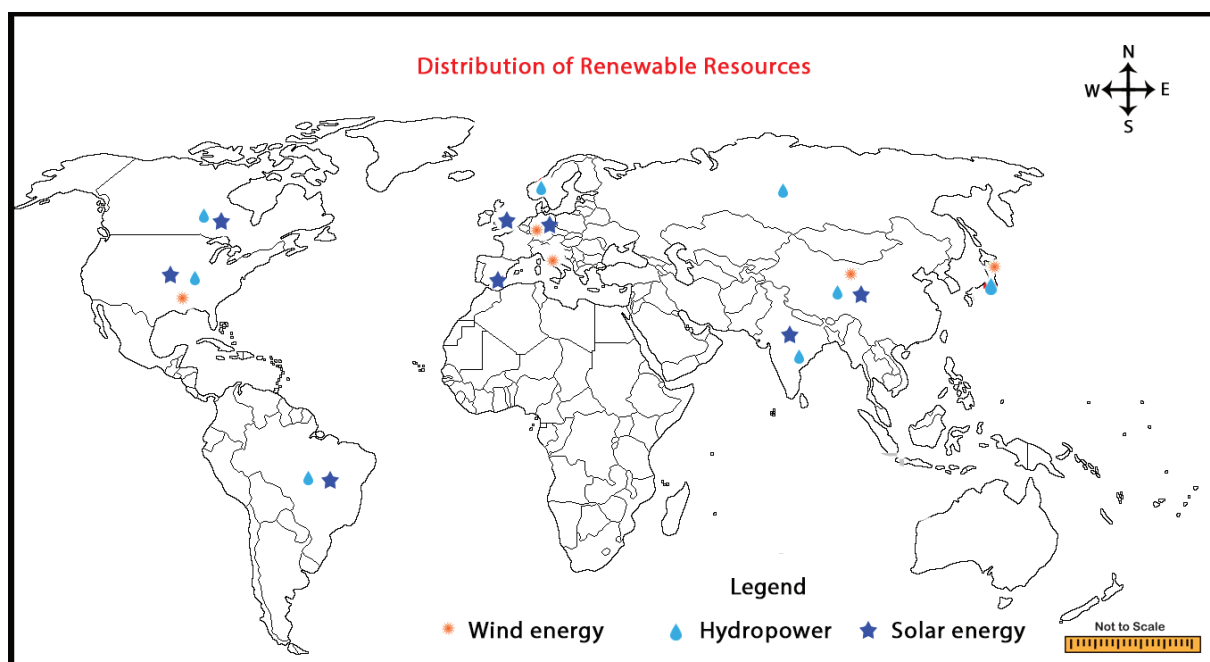 Distribution of Renewable Resources
N
W E
S
Legend
Wind energy
Hydropower
Solar energy
Not to Scale